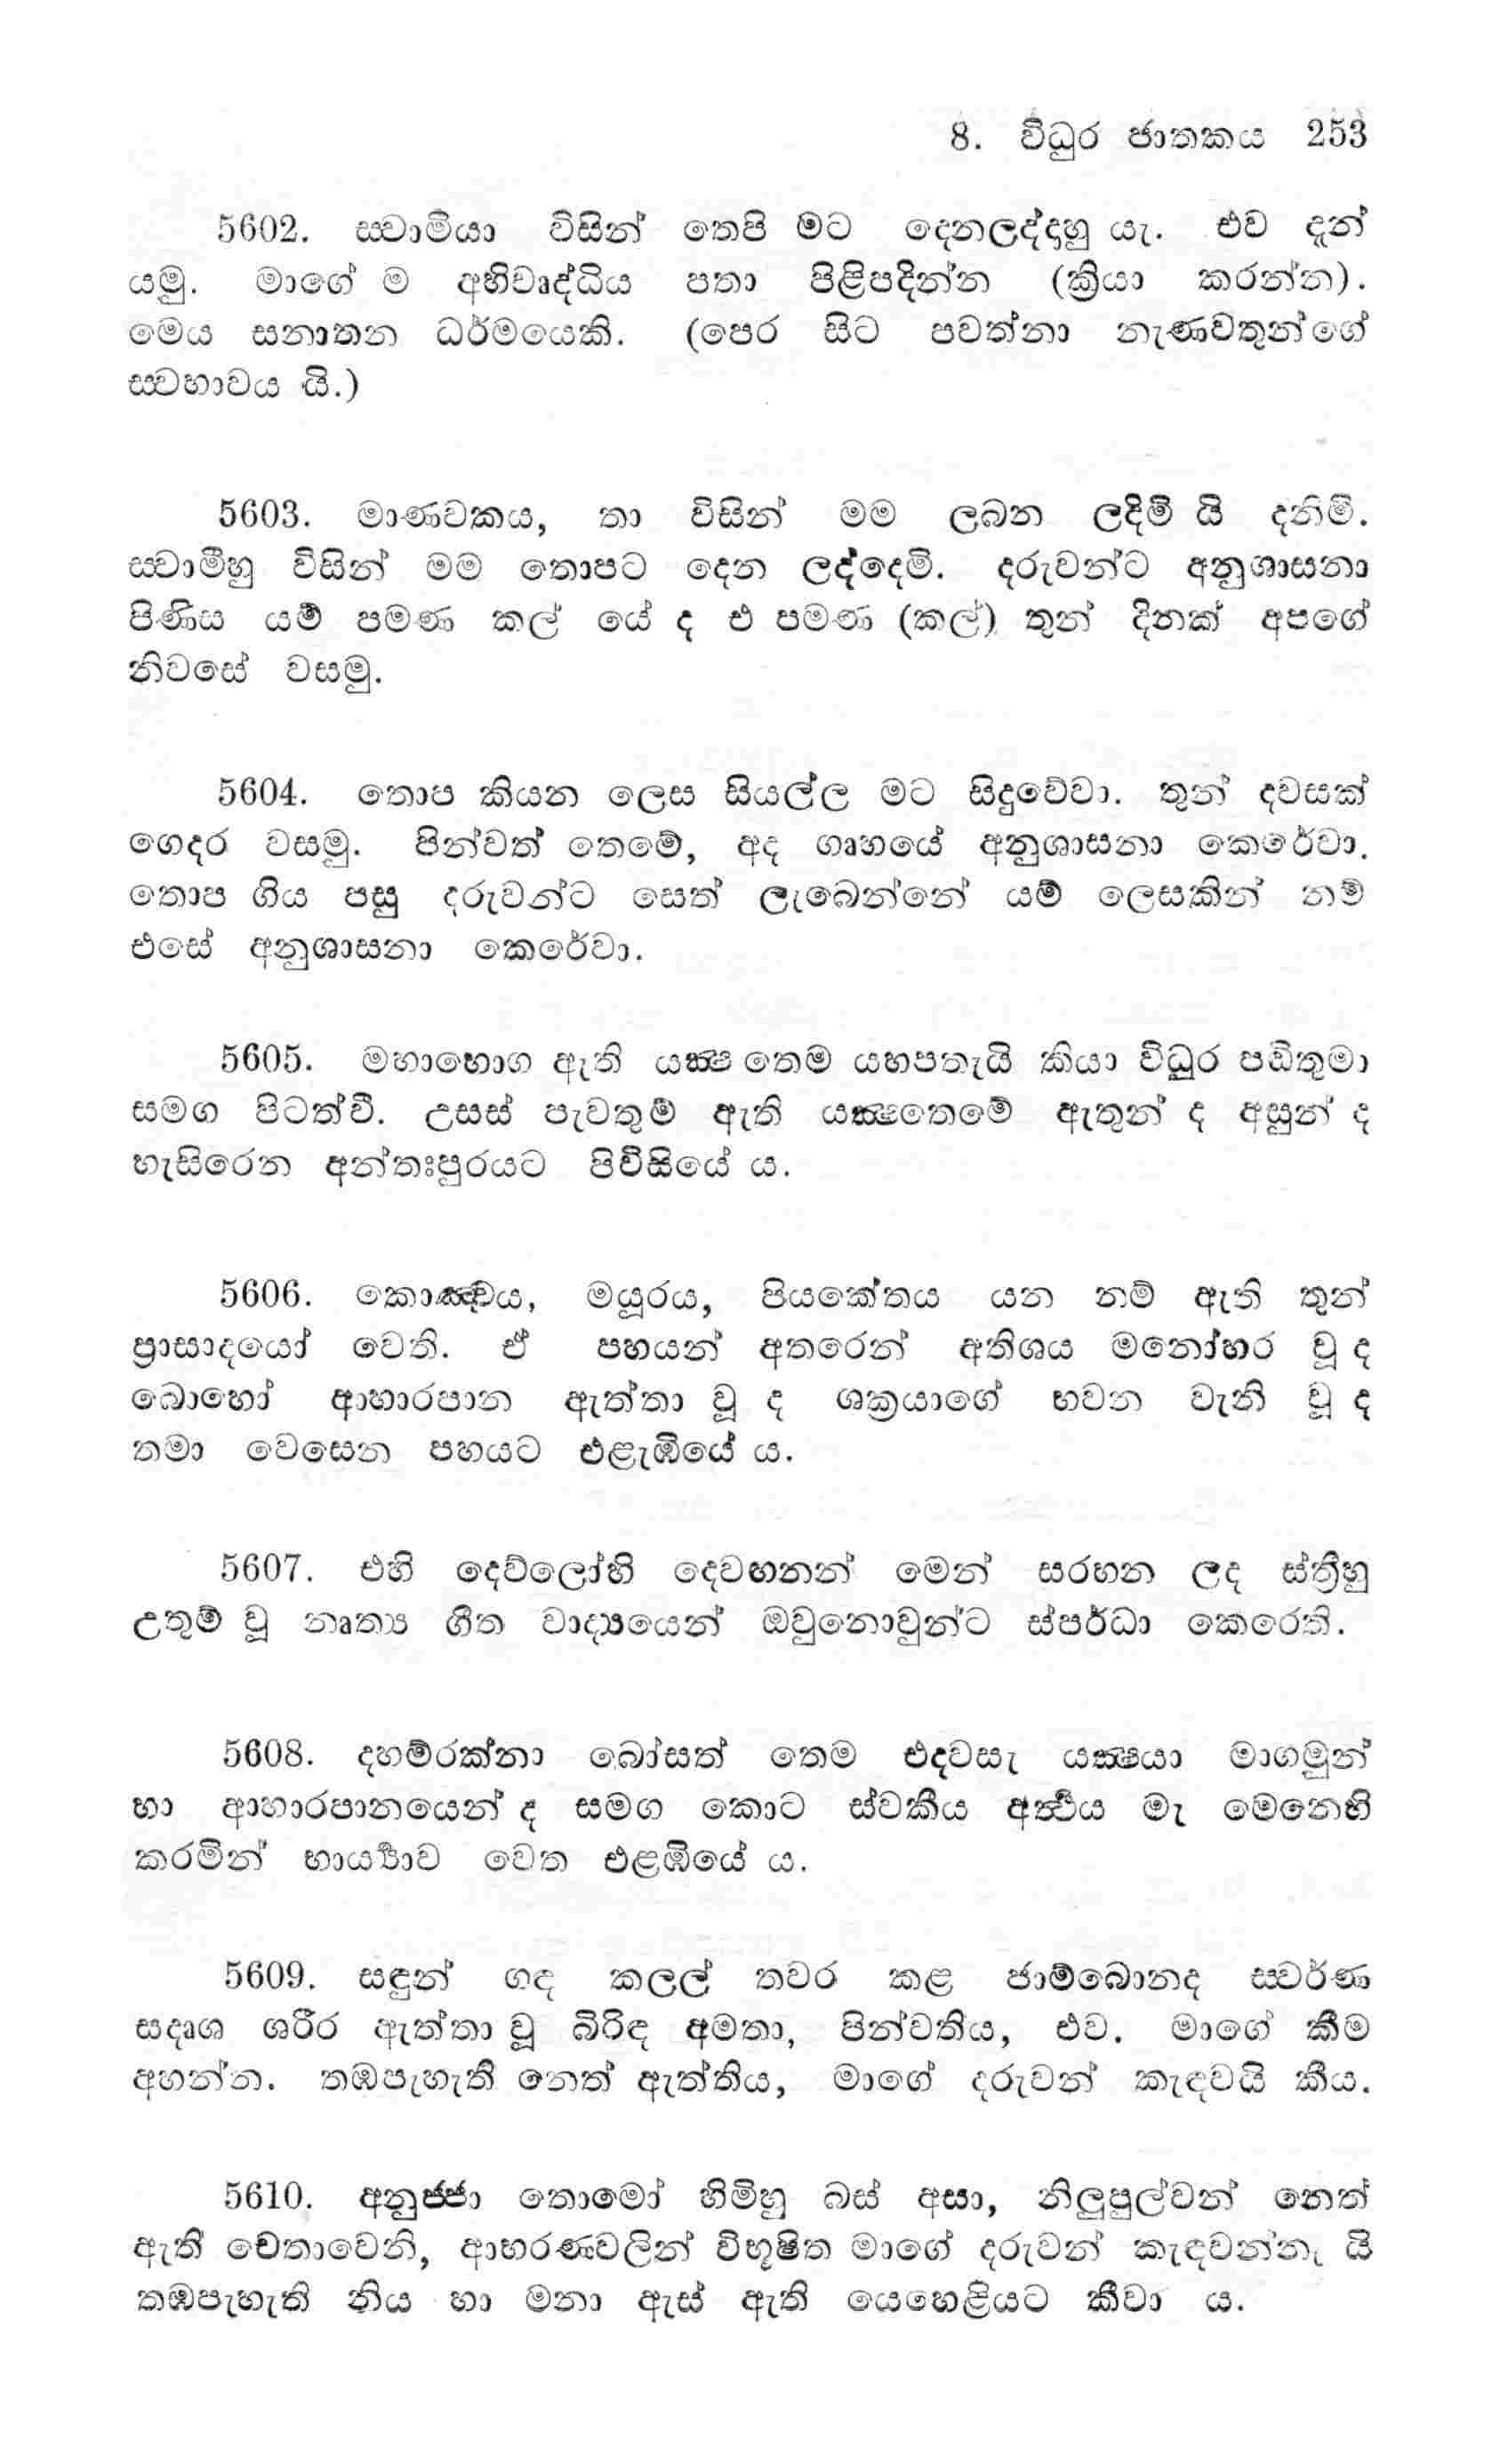 8. විධුර ජාතකය 253
5602. ස්වාමියා විසින් තෙපි මට දෙනලද්දාහු යැ. එව දැන්
යමු. මාගේ ම අභිවෘද්ධිය පතා පිළිපදින්න (ක්‍රියා කරන්න).
මෙය සනාතන ධර්මයෙකි. (පෙර සිට පවත්නා නැණවතුන්ගේ
ස්වභාවය යි.)
5603. මාණවකය, තා විසින් මම ලබන ලදිමි යි දනිමි.
ස්වාමීහු විසින් මම තොපට දෙන ලද්දෙමි. දරුවන්ට අනුශාසනා
පිණිස යම් පමණ කල් යේ ද එ පමණ (කල්) තුන් දිනක් අපගේ
නිවසේ වසමු.
5604. තොප කියන ලෙස සියල්ල මට සිදුවේවා. තුන් දවසක්
ගෙදර වසමු. පින්වත් තෙමේ, අද ගෘහයේ අනුශාසනා කෙරේවා.
තොප ගිය පසු දරුවන්ට සෙත් ලැබෙන්නේ යම් ලෙසකින් නම්
එසේ අනුශාසනා කෙරේවා.
5605. මහාභොග ඇති යක්‍ෂ තෙම යහපතැයි කියා විධුර පඬිතුමා
සමග පිටත්වී. උසස් පැවතුම් ඇති යක්‍ෂතෙමේ ඇතුන් ද අසුන් ද
හැසිරෙන අන්තඃපුරයට පිවිසියේ ය.
5606. කොඤ්චය, මයූරය, පියකේතය යන නම් ඇති තුන්
ප්‍රාසාදයෝ වෙති. ඒ පහයන් අතරෙන් අතිශය මනෝහර වූ ද
බොහෝ ආහාරපාන ඇත්තා වූ ද ශක්‍රයාගේ භවන වැනි වූ ද
තමා වෙසෙන පහයට එළැඹියේ ය.
5607. එහි දෙව්ලෝහි දෙවඟනන් මෙන් සරහන ලද ස්ත්‍රීහු
උතුම් වූ නෘත්‍ය ගීත වාද්‍යයෙන් ඔවුනොවුන්ට ස්පර්ධා කෙරෙති.
5608. දහම්රක්නා බෝසත් තෙම එදවසැ යක්‍ෂයා මාගමුන්
හා ආහාරපානයෙන් ද සමග කොට ස්වකීය අර්‍ත්‍ථය මැ මෙනෙහි
කරමින් භාර්‍ය්‍යාව වෙත එළඹියේ ය.
5609. සඳුන් ගඳ කලල් තවර කළ ජාම්බොනද ස්වර්ණ
සදෘශ ශරීර ඇත්තා වූ බිරිඳ අමතා, පින්වතිය, එව. මාගේ කීම
අහන්න. තඹපැහැති නෙත් ඇත්තිය, මාගේ දරුවන් කැඳවයි කීය.
5610. අනුජ්ජා තොමෝ හිමිහු බස් අසා, නිලුපුල්වන් නෙත්
ඇති චේතාවෙනි, ආභරණවලින් විභූෂිත මාගේ දරුවන් කැඳවන්නැ යි
තඹපැහැති නිය හා මනා ඇස් ඇති යෙහෙළියට කීවා ය.